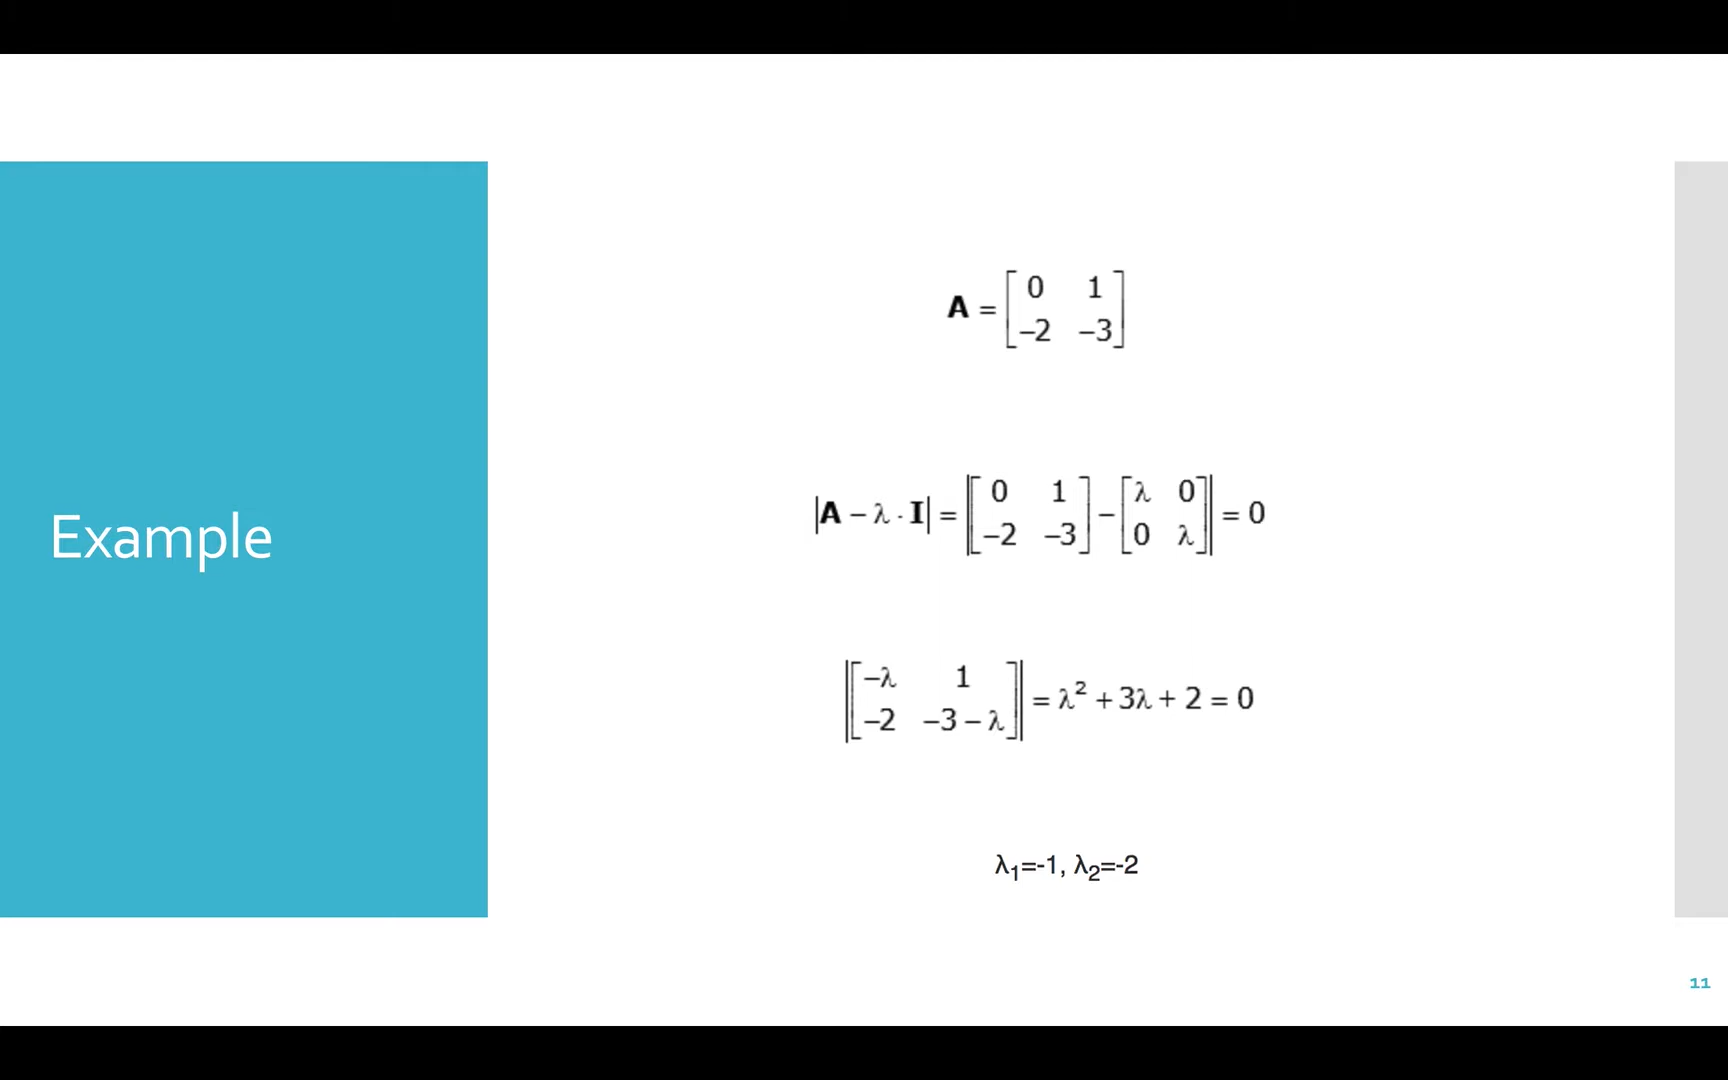 Example
A = [ 0 1
-2 -3 ]
|A − λ · I| = |[ 0 1
−2 −3 ] − [ λ 0
0 λ ]| = 0
|[ −λ 1
−2 −3 − λ ]| = λ² + 3λ + 2 = 0
λ₁=-1, λ₂=-2
11